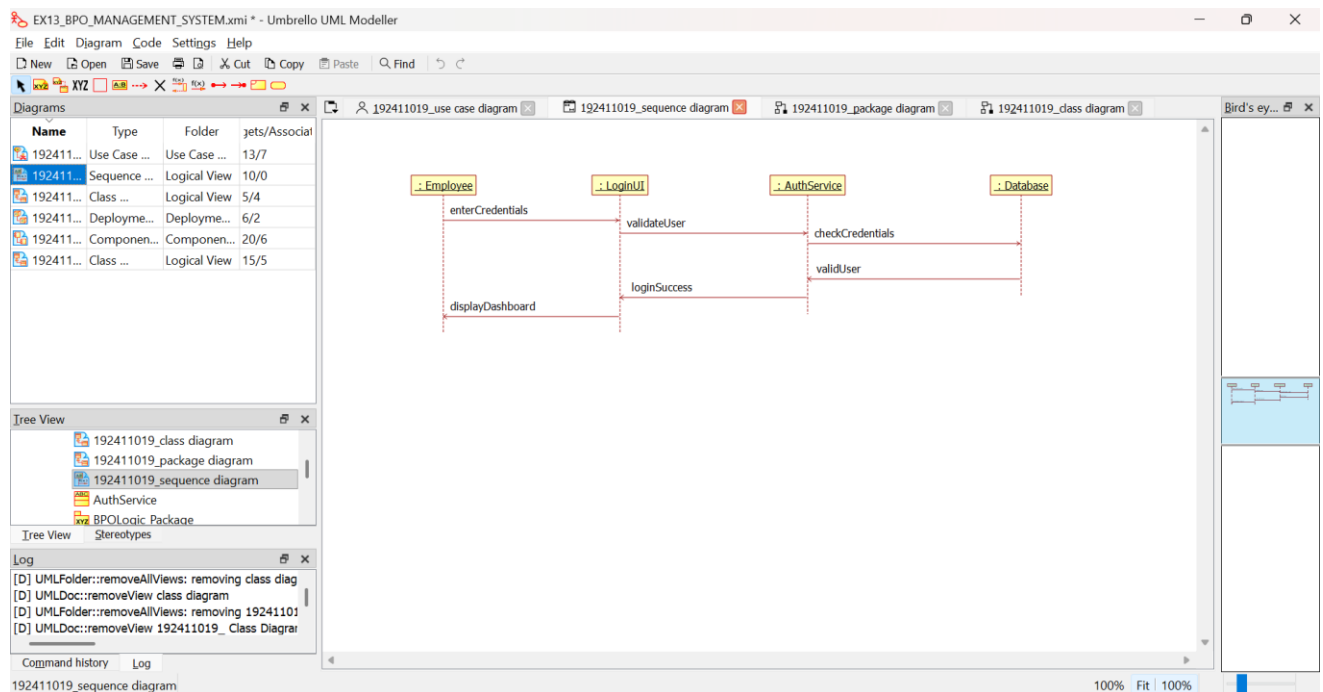 EX13_BPO_MANAGEMENT_SYSTEM.xmi * - Umbrello UML Modeller
File Edit Diagram Code Settings Help
New Open Save Cut Copy Paste Find
XYZ
Diagrams
Name Type Folder gets/Associat
192411... Use Case ... Use Case ... 13/7
192411... Sequence ... Logical View 10/0
192411... Class ... Logical View 5/4
192411... Deployme... Deployme... 6/2
192411... Componen... Componen... 20/6
192411... Class ... Logical View 15/5
Tree View
192411019_class diagram
192411019_package diagram
192411019_sequence diagram
AuthService
BPOLogic Package
Tree View Stereotypes
Log
[D] UMLFolder::removeAllViews: removing class diag
[D] UMLDoc::removeView class diagram
[D] UMLFolder::removeAllViews: removing 19241101
[D] UMLDoc::removeView 192411019_ Class Diagrar
Command history Log
192411019_sequence diagram
192411019_use case diagram 192411019_sequence diagram 192411019_package diagram 192411019_class diagram
: Employee : LoginUI : AuthService : Database
enterCredentials
validateUser
checkCredentials
validUser
loginSuccess
displayDashboard
Bird's ey...
100% Fit 100%